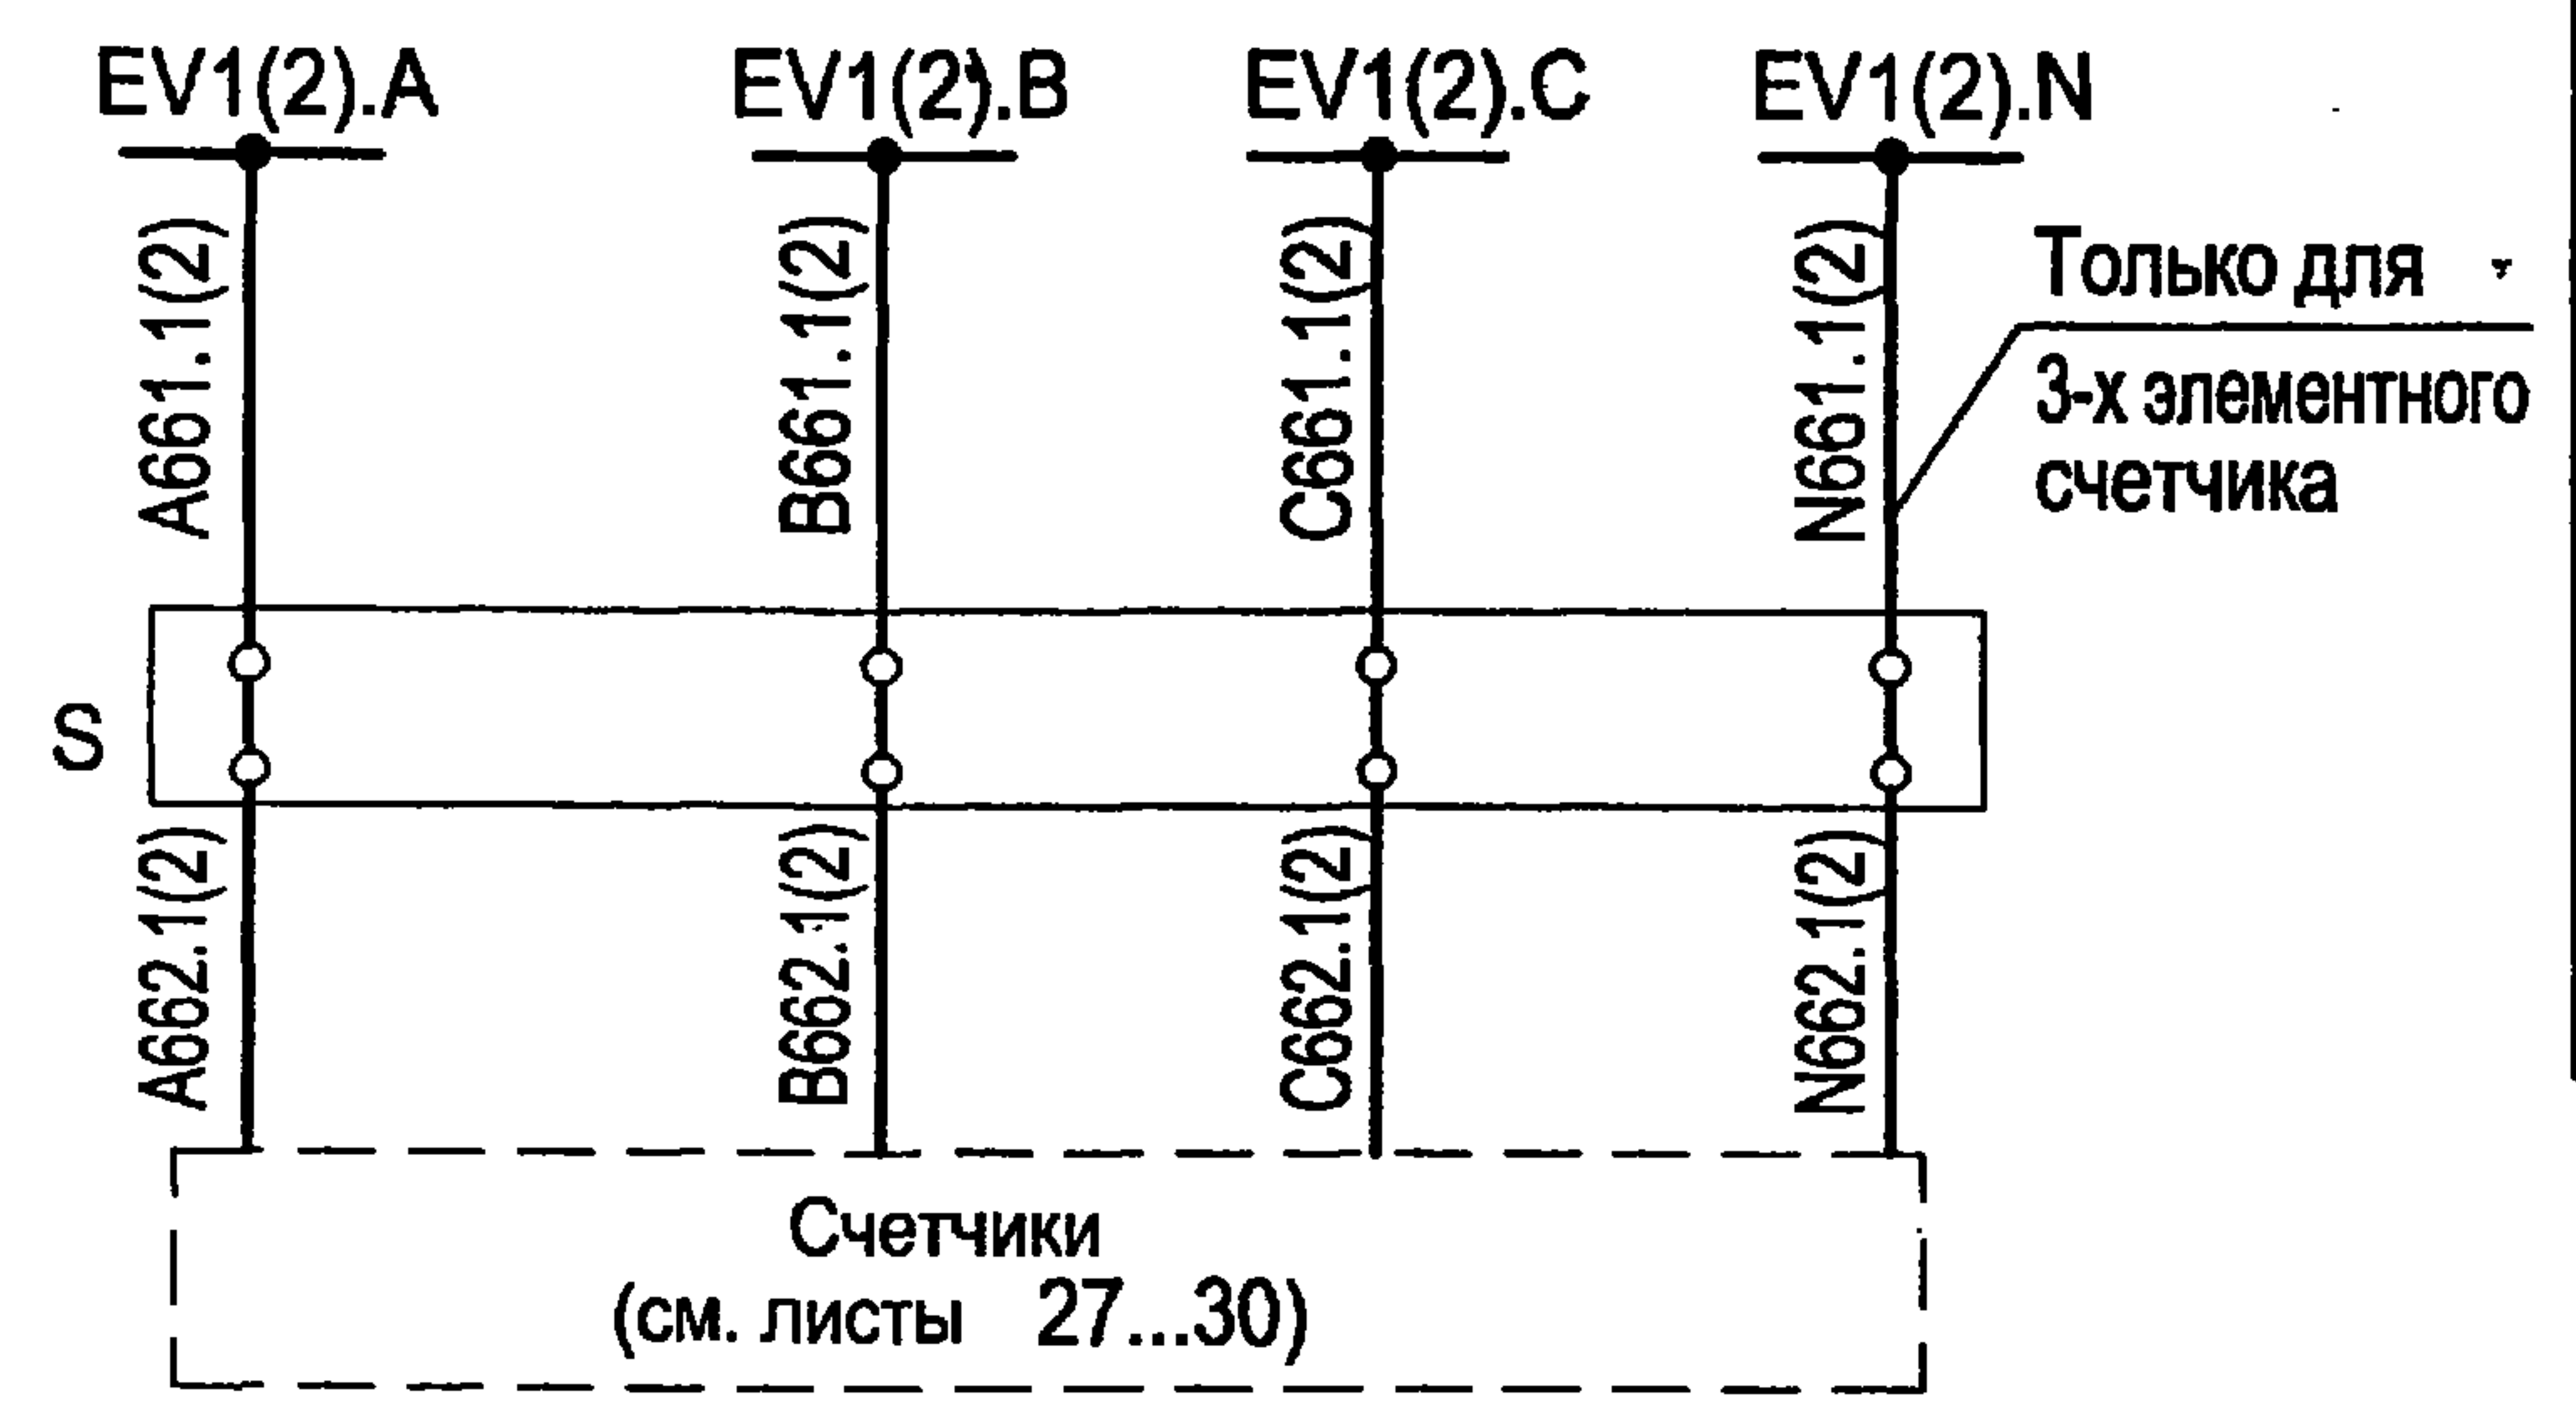 EV1(2).A
EV1(2).B
EV1(2).C
EV1(2).N
A661.1(2)
B661.1(2)
C661.1(2)
N661.1(2)
Только для
3-х элементного
счетчика
S
A662.1(2)
B662.1(2)
C662.1(2)
N662.1(2)
Счетчики
(см. листы 27...30)